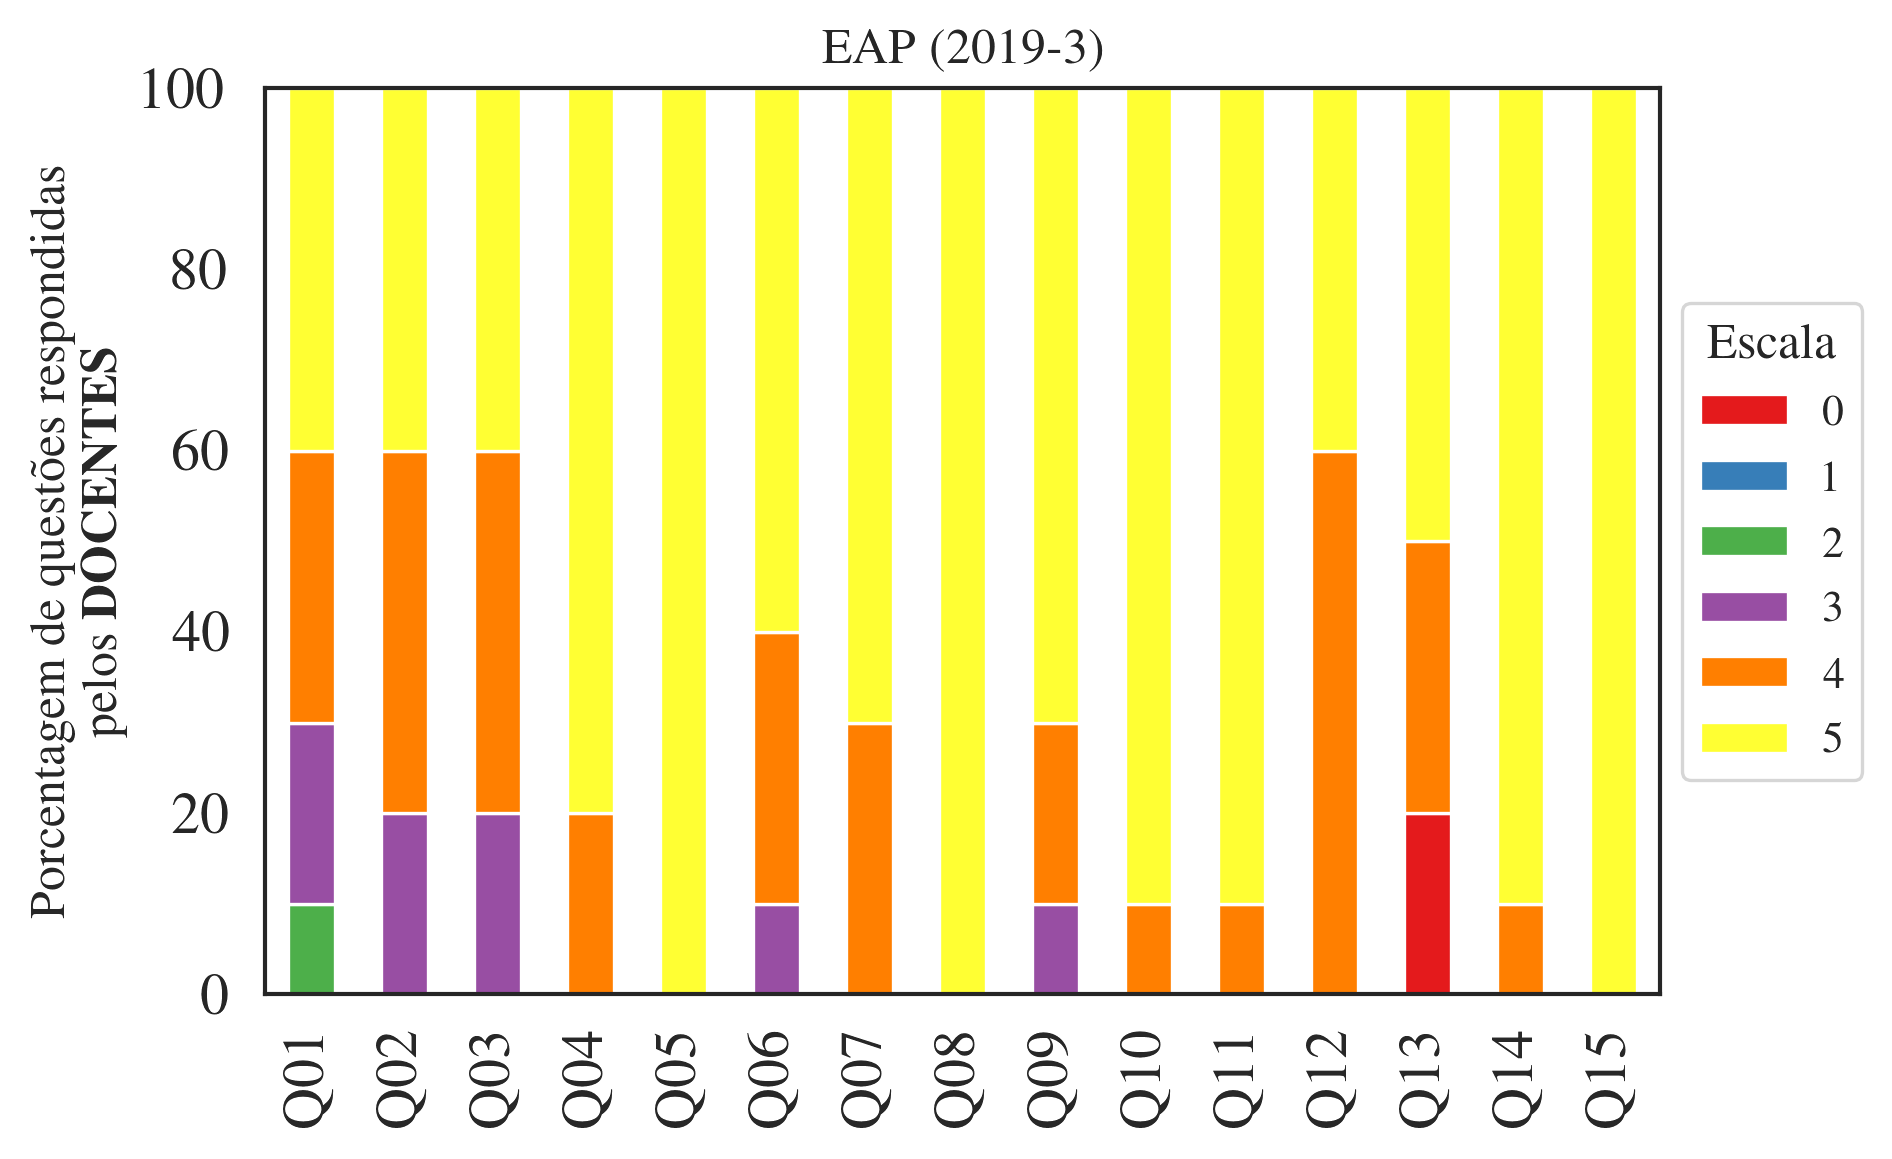 EAP (2019-3)
Porcentagem de questões respondidas
pelos DOCENTES
100
80
60
40
20
0
Q01
Q02
Q03
Q04
Q05
Q06
Q07
Q08
Q09
Q10
Q11
Q12
Q13
Q14
Q15
Escala
0
1
2
3
4
5